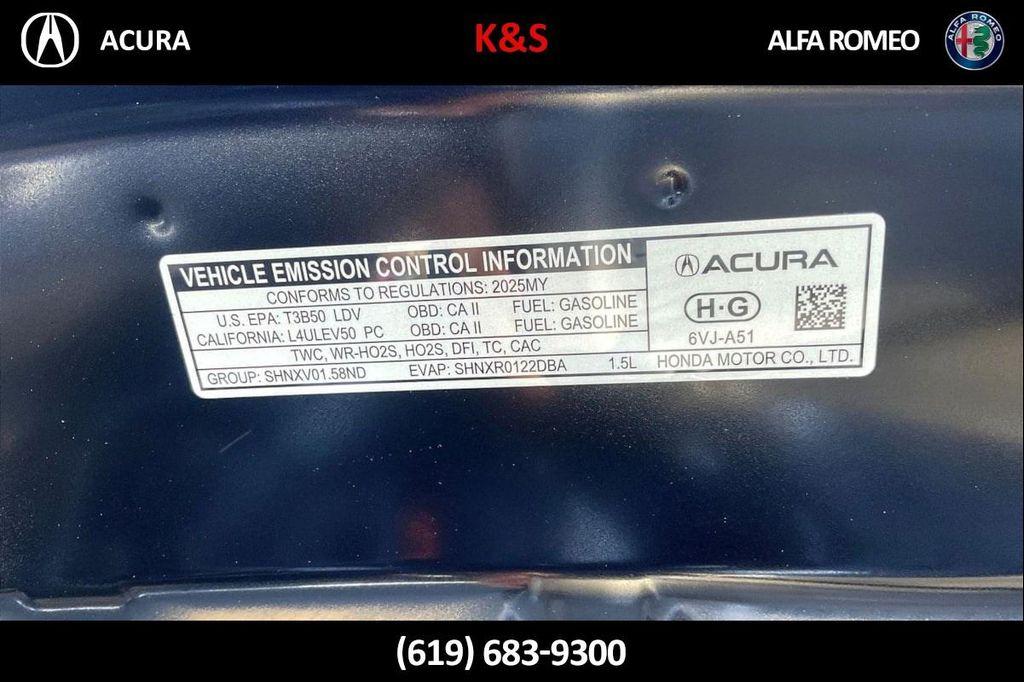 ACURA
K&S
ALFA ROMEO
ALFA ROMEO
VEHICLE EMISSION CONTROL INFORMATION
CONFORMS TO REGULATIONS: 2025MY
U.S. EPA: T3B50 LDV OBD: CA II FUEL: GASOLINE
CALIFORNIA: L4ULEV50 PC OBD: CA II FUEL: GASOLINE
TWC, WR-HO2S, HO2S, DFI, TC, CAC
GROUP: SHNXV01.58ND EVAP: SHNXR0122DBA 1.5L
ACURA
H·G
6VJ-A51
HONDA MOTOR CO., LTD.
(619) 683-9300